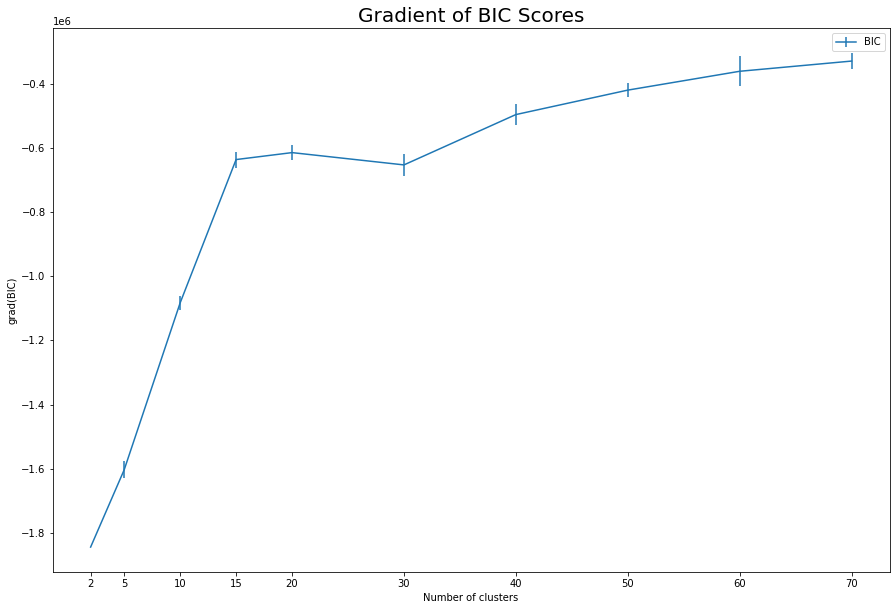 Gradient of BIC Scores
1e6
BIC
−0.4
−0.6
−0.8
−1.0
−1.2
−1.4
−1.6
−1.8
grad(BIC)
2 5 10 15 20 30 40 50 60 70
Number of clusters